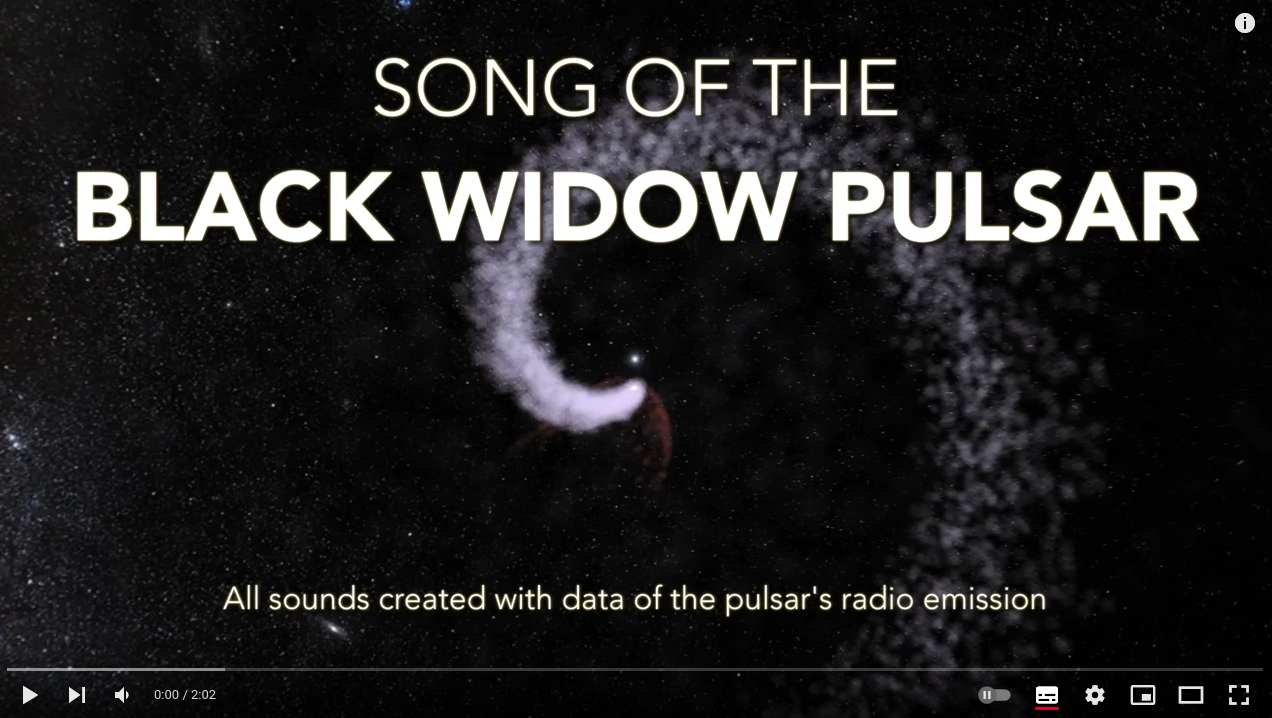 SONG OF THE
BLACK WIDOW PULSAR
All sounds created with data of the pulsar's radio emission
0:00 / 2:02